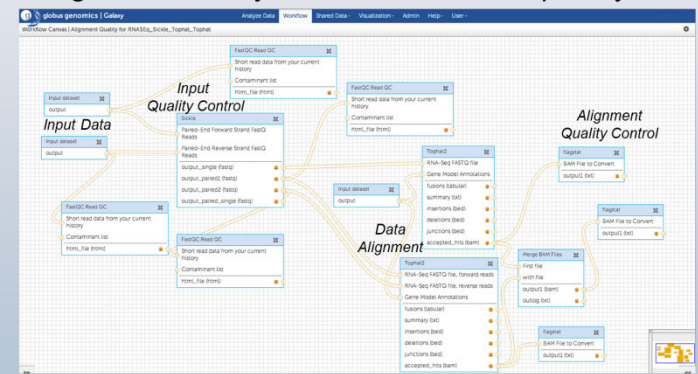 globus genomics | Galaxy
Analyze Data Workflow Shared Data Visualization Admin Help User
Workflow Canvas | Alignment Quality for RNASeq_Sickle_Tophat_Tophat
FastQC Read QC
Short read data from your current
history
Contaminant list
html_file (html)
FastQC Read QC
Short read data from your current
history
Contaminant list
html_file (html)
Input
Quality Control
Input dataset
output
Input Data
Input dataset
output
Sickle
Paired-End Forward Strand FastQ
Reads
Paired-End Reverse Strand FastQ
Reads
output_single (fastq)
output_paired1 (fastq)
output_paired2 (fastq)
output_paired_single (fastq)
Alignment
Quality Control
Tophat2
RNA-Seq FASTQ file
Gene Model Annotations
fusions (tabular)
summary (txt)
insertions (bed)
deletions (bed)
junctions (bed)
accepted_hits (bam)
flagstat
BAM File to Convert
output1 (txt)
Input dataset
output
FastQC Read QC
Short read data from your current
history
Contaminant list
html_file (html)
flagstat
BAM File to Convert
output1 (txt)
Data
Alignment
FastQC Read QC
Short read data from your current
history
Contaminant list
html_file (html)
Merge BAM Files
First file
with file
output1 (bam)
outlog (txt)
Tophat2
RNA-Seq FASTQ file, forward reads
RNA-Seq FASTQ file, reverse reads
Gene Model Annotations
fusions (tabular)
summary (txt)
insertions (bed)
deletions (bed)
junctions (bed)
accepted_hits (bam)
flagstat
BAM File to Convert
output1 (txt)